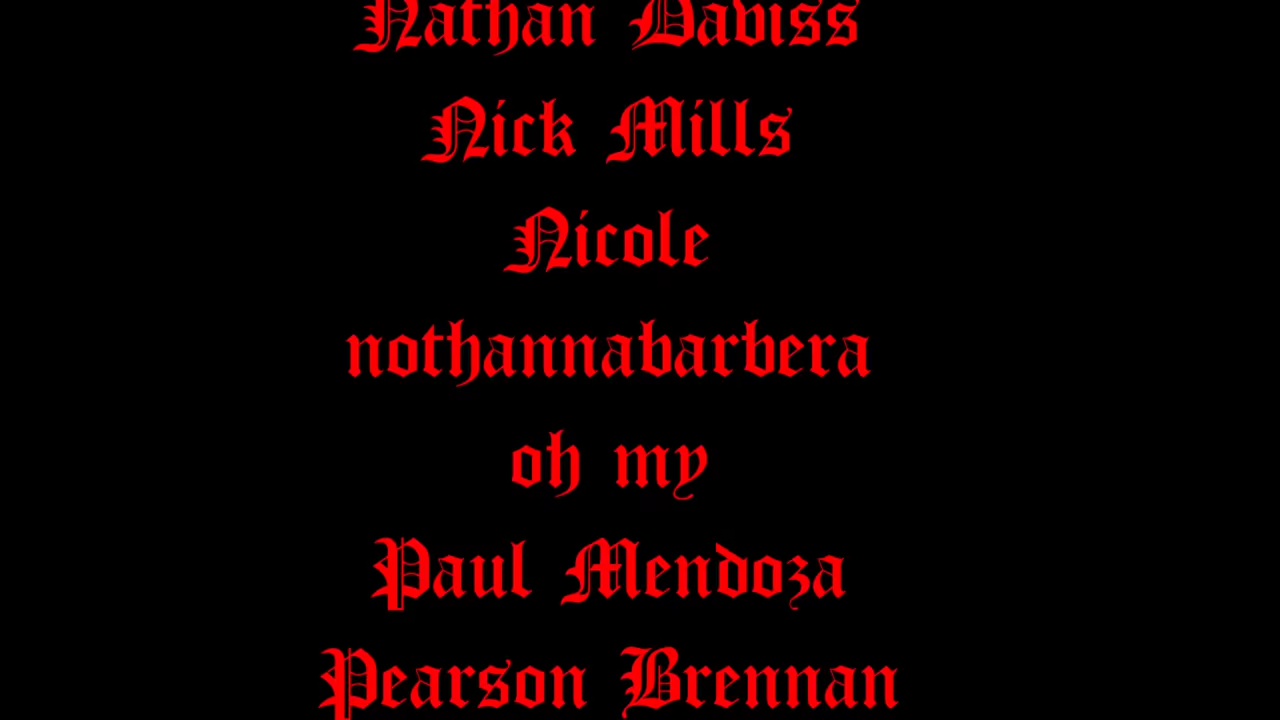 Nathan Daviss
Nick Mills
Nicole
nothannabarbera
oh my
Paul Mendoza
Pearson Brennan